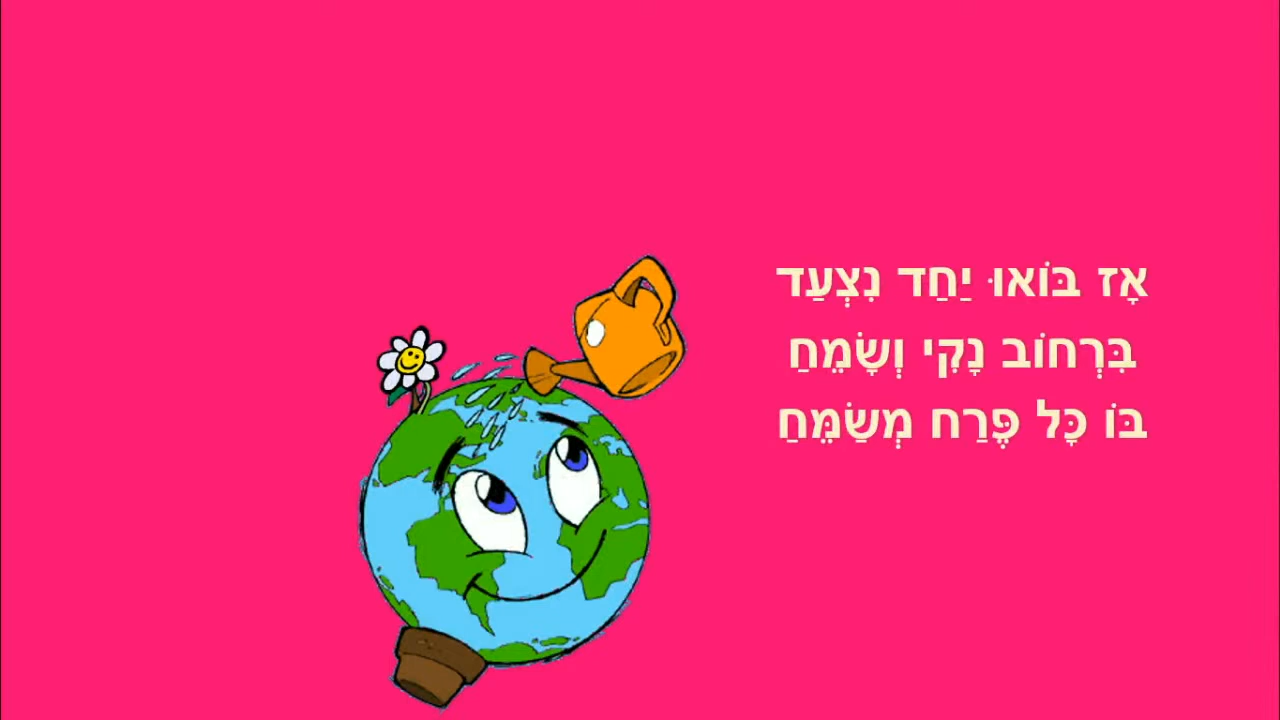 אָז בּוֹאוּ יַחַד נִצְעַד
בִּרְחוֹב נָקִי וְשָׂמֵחַ
בּוֹ כָּל פֶּרַח מְשַׂמֵּחַ